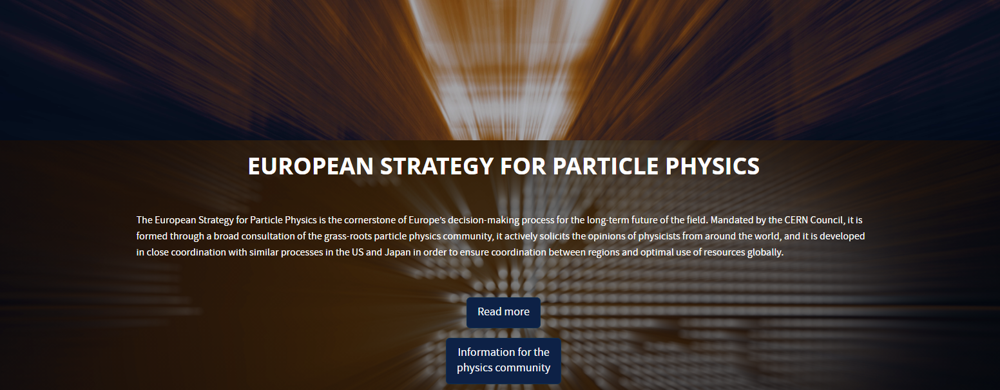 EUROPEAN STRATEGY FOR PARTICLE PHYSICS
The European Strategy for Particle Physics is the cornerstone of Europe’s decision-making process for the long-term future of the field. Mandated by the CERN Council, it is
formed through a broad consultation of the grass-roots particle physics community, it actively solicits the opinions of physicists from around the world, and it is developed
in close coordination with similar processes in the US and Japan in order to ensure coordination between regions and optimal use of resources globally.
Read more
Information for the
physics community